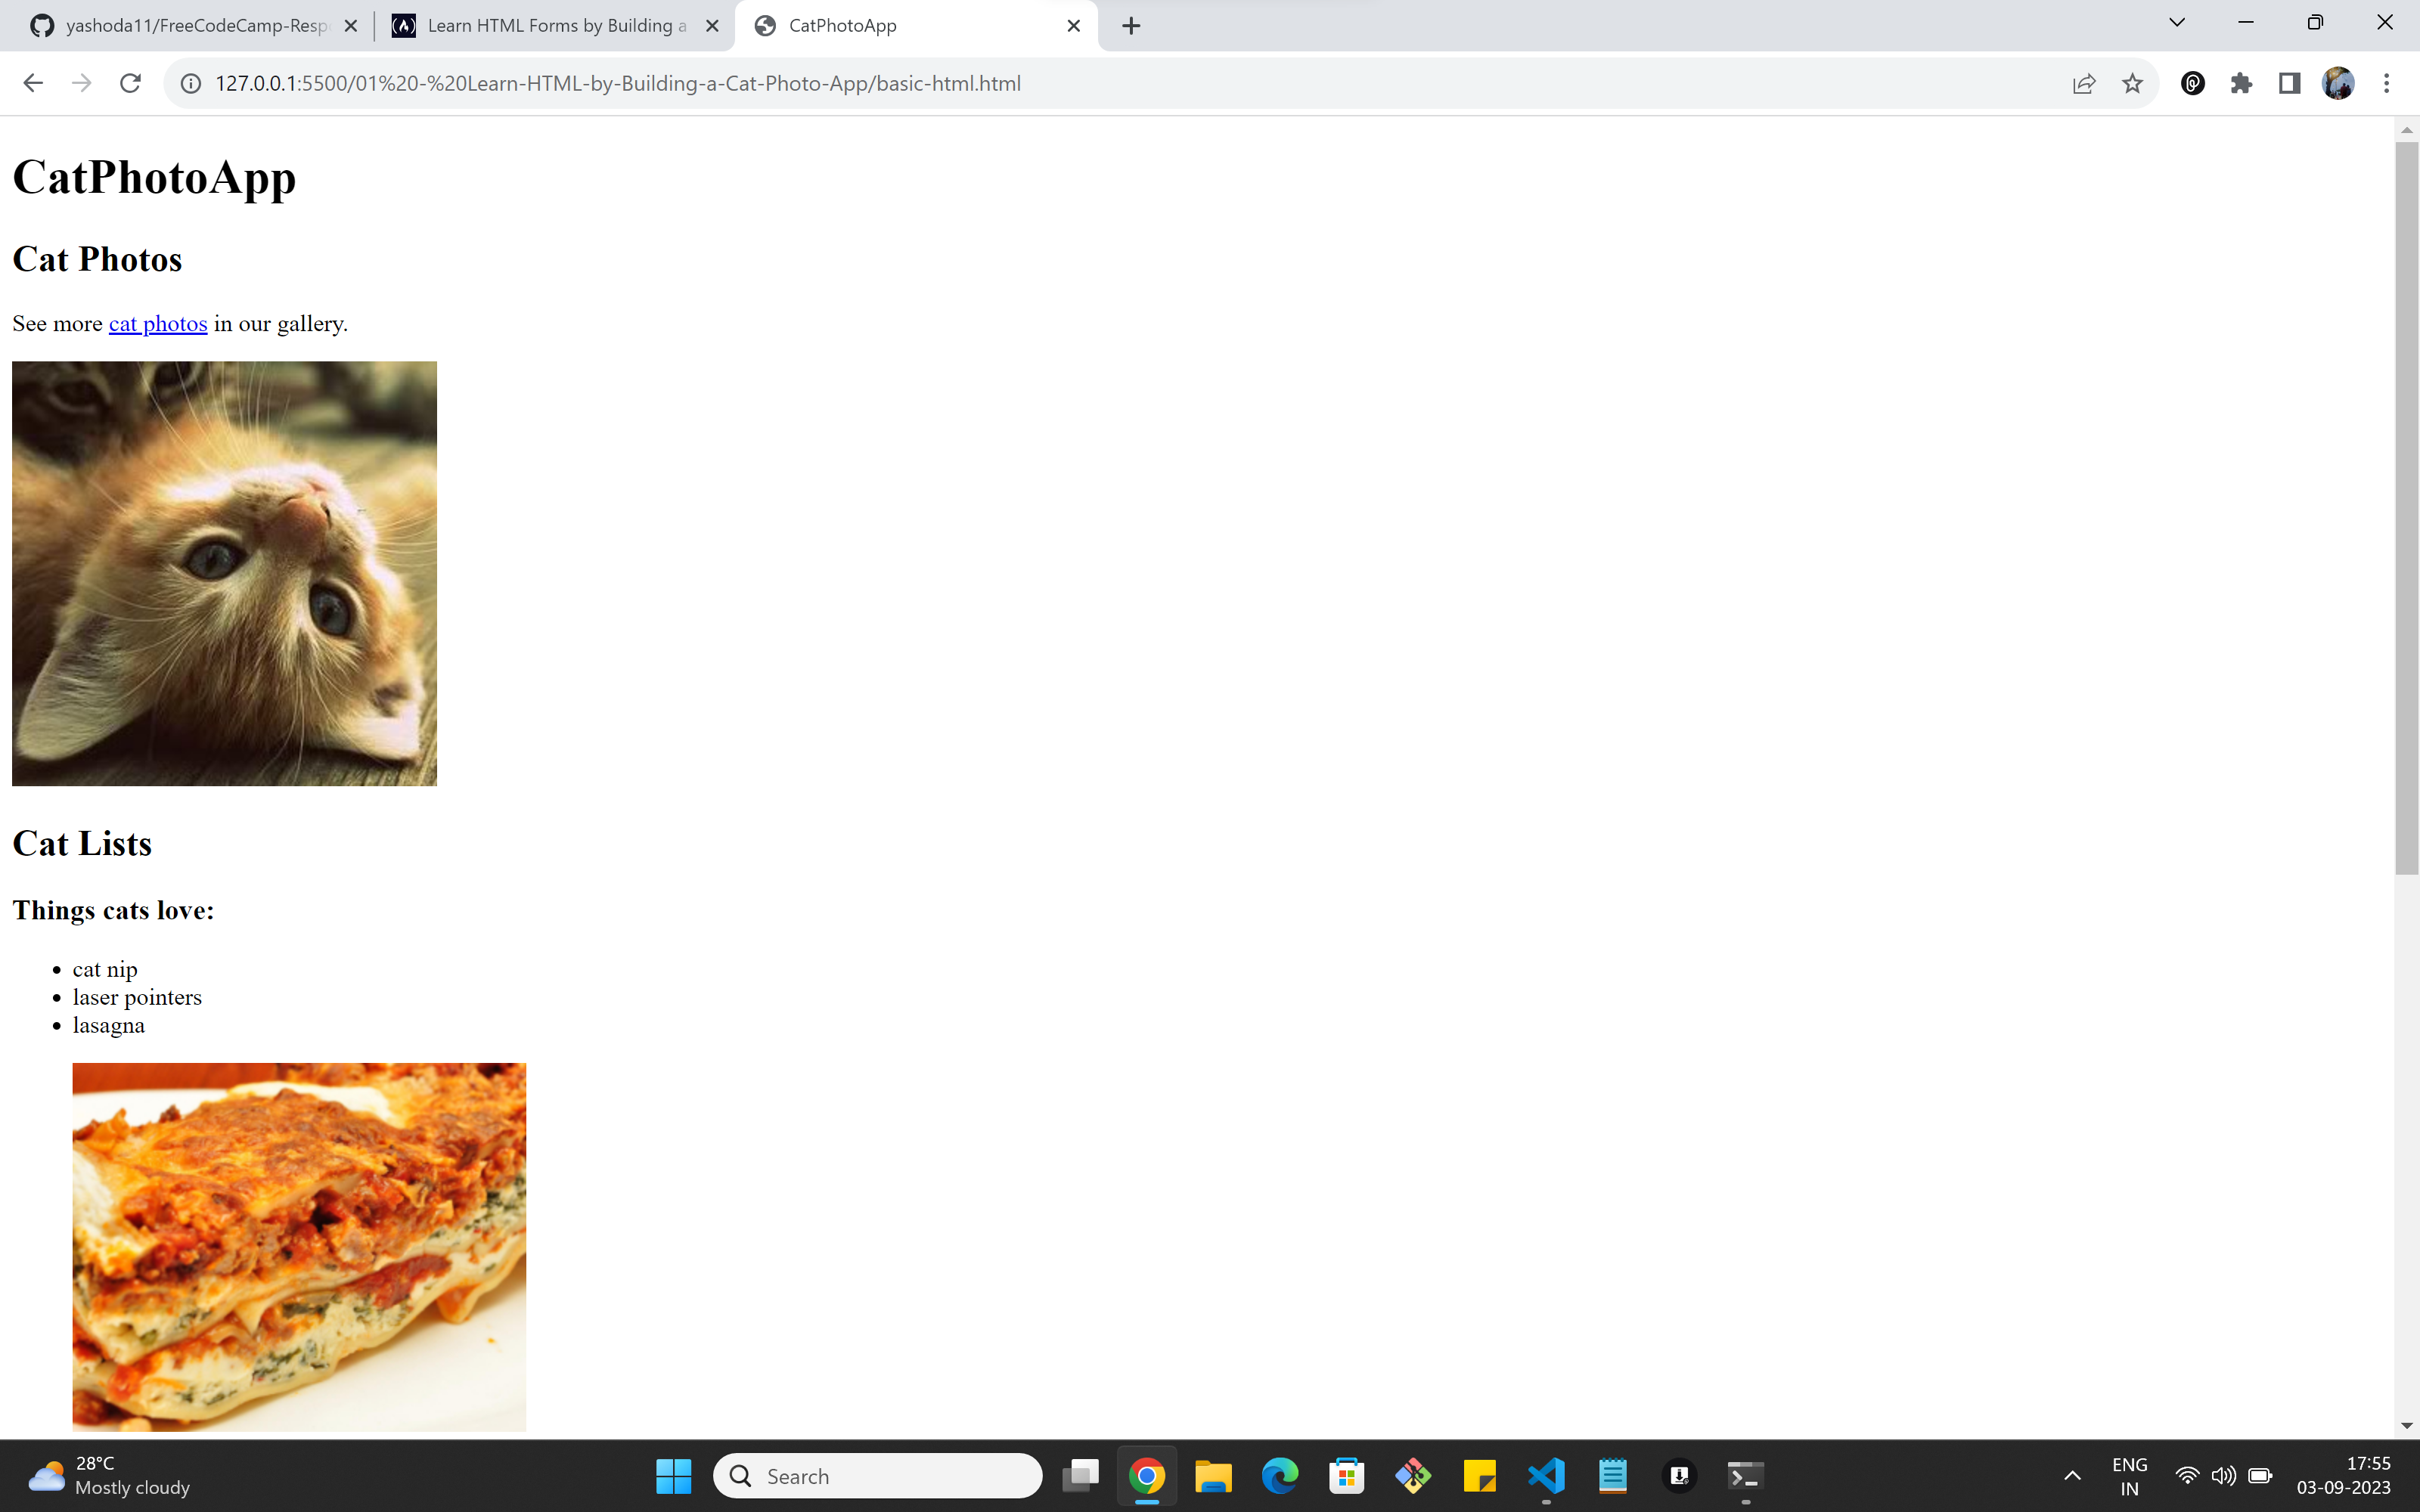 yashoda11/FreeCodeCamp-Resp
Learn HTML Forms by Building a
CatPhotoApp
127.0.0.1:5500/01%20-%20Learn-HTML-by-Building-a-Cat-Photo-App/basic-html.html
CatPhotoApp
Cat Photos
See more cat photos in our gallery.
Cat Lists
Things cats love:
cat nip
laser pointers
lasagna
28°C
Mostly cloudy
Search
ENG
IN
17:55
03-09-2023